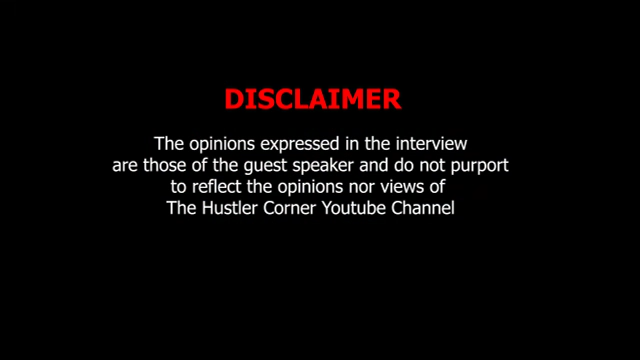 DISCLAIMER
The opinions expressed in the interview
are those of the guest speaker and do not purport
to reflect the opinions nor views of
The Hustler Corner Youtube Channel